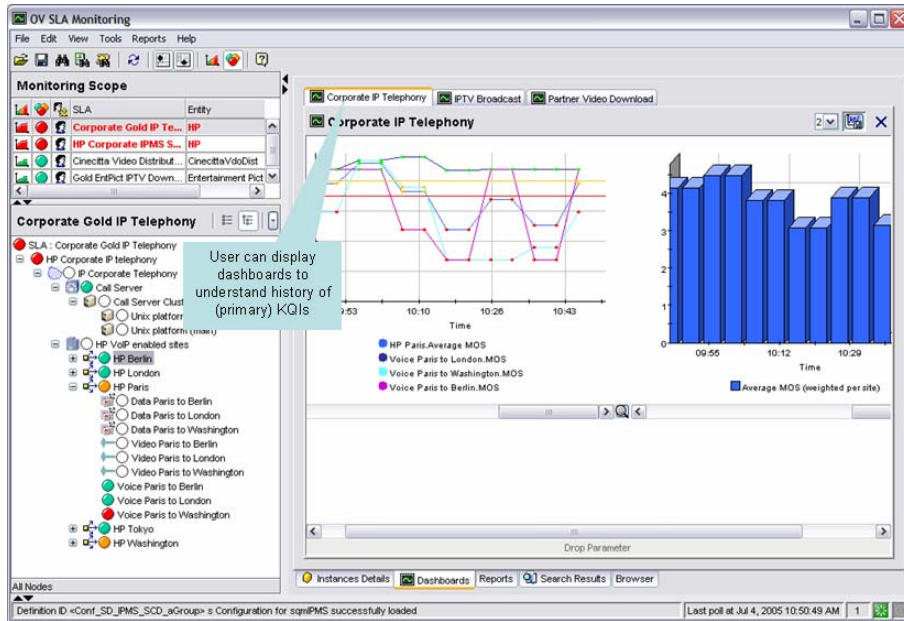 OV SLA Monitoring
File Edit View Tools Reports Help
Monitoring Scope
SLA Entity
Corporate Gold IP Te... HP
HP Corporate IPMS S... HP
Cinecitta Video Distribut... CinecittaVdoDist
Gold EntPict IPTV Down... Entertainment Pict
Corporate Gold IP Telephony
SLA : Corporate Gold IP Telephony
HP Corporate IP telephony
IP Corporate Telephony
Call Server
Call Server Clust
Unix platform
Unix platform (main)
HP VoIP enabled sites
HP Berlin
HP London
HP Paris
Data Paris to Berlin
Data Paris to London
Data Paris to Washington
Video Paris to Berlin
Video Paris to London
Video Paris to Washington
Voice Paris to Berlin
Voice Paris to London
Voice Paris to Washington
HP Tokyo
HP Washington
All Nodes
Corporate IP Telephony IPTV Broadcast Partner Video Download
Corporate IP Telephony 2
User can display
dashboards to
understand history of
(primary) KQIs
:53 10:10 10:26 10:43
Time
HP Paris.Average MOS
Voice Paris to London.MOS
Voice Paris to Washington.MOS
Voice Paris to Berlin.MOS
4
3
2
1
0
09:55 10:12 10:29
Time
Average MOS (weighted per site)
Drop Parameter
Instances Details Dashboards Reports Search Results Browser
Definition ID <Conf_SD_IPMS_SCD_aGroup> s Configuration for sqmIPMS successfully loaded
Last poll at Jul 4, 2005 10:50:49 AM 1